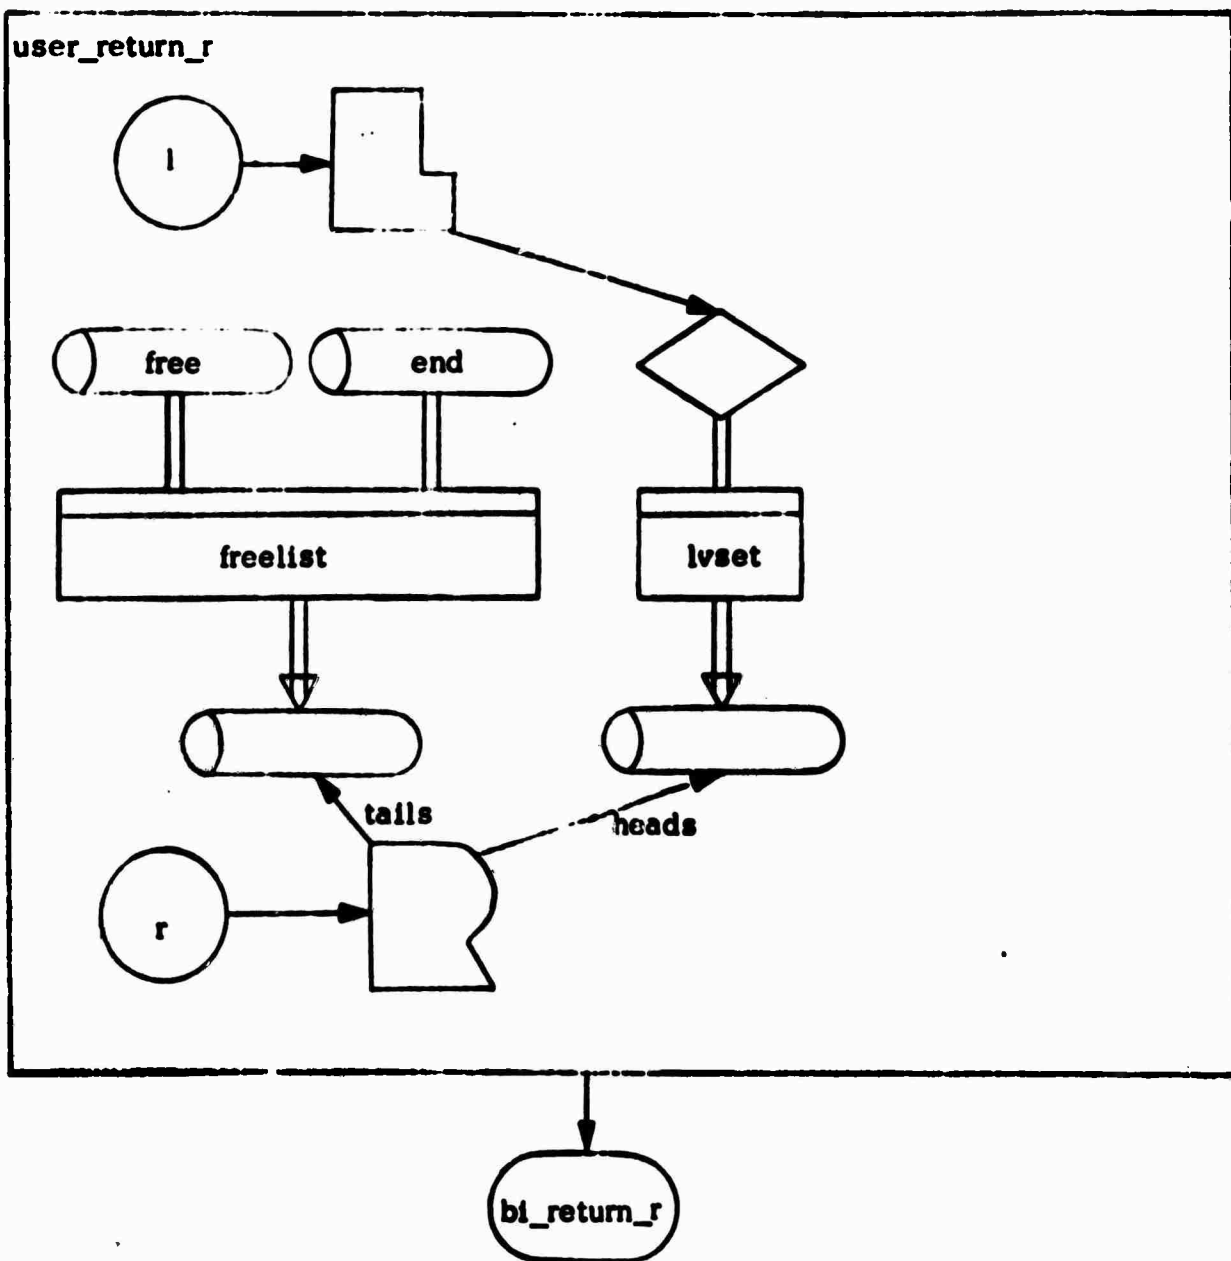 user_return_r
l
free
end
freelist
lvset
tails
heads
r
bi_return_r